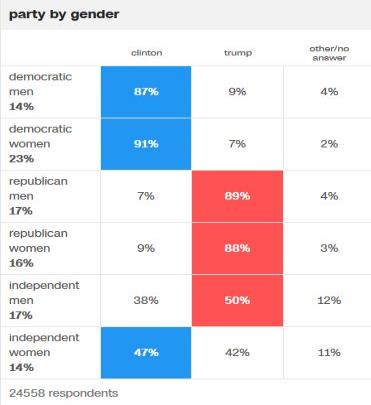 party by gender
clinton trump other/no answer
democratic men 14% 87% 9% 4%
democratic women 23% 91% 7% 2%
republican men 17% 7% 89% 4%
republican women 16% 9% 88% 3%
independent men 17% 38% 50% 12%
independent women 14% 47% 42% 11%
24558 respondents